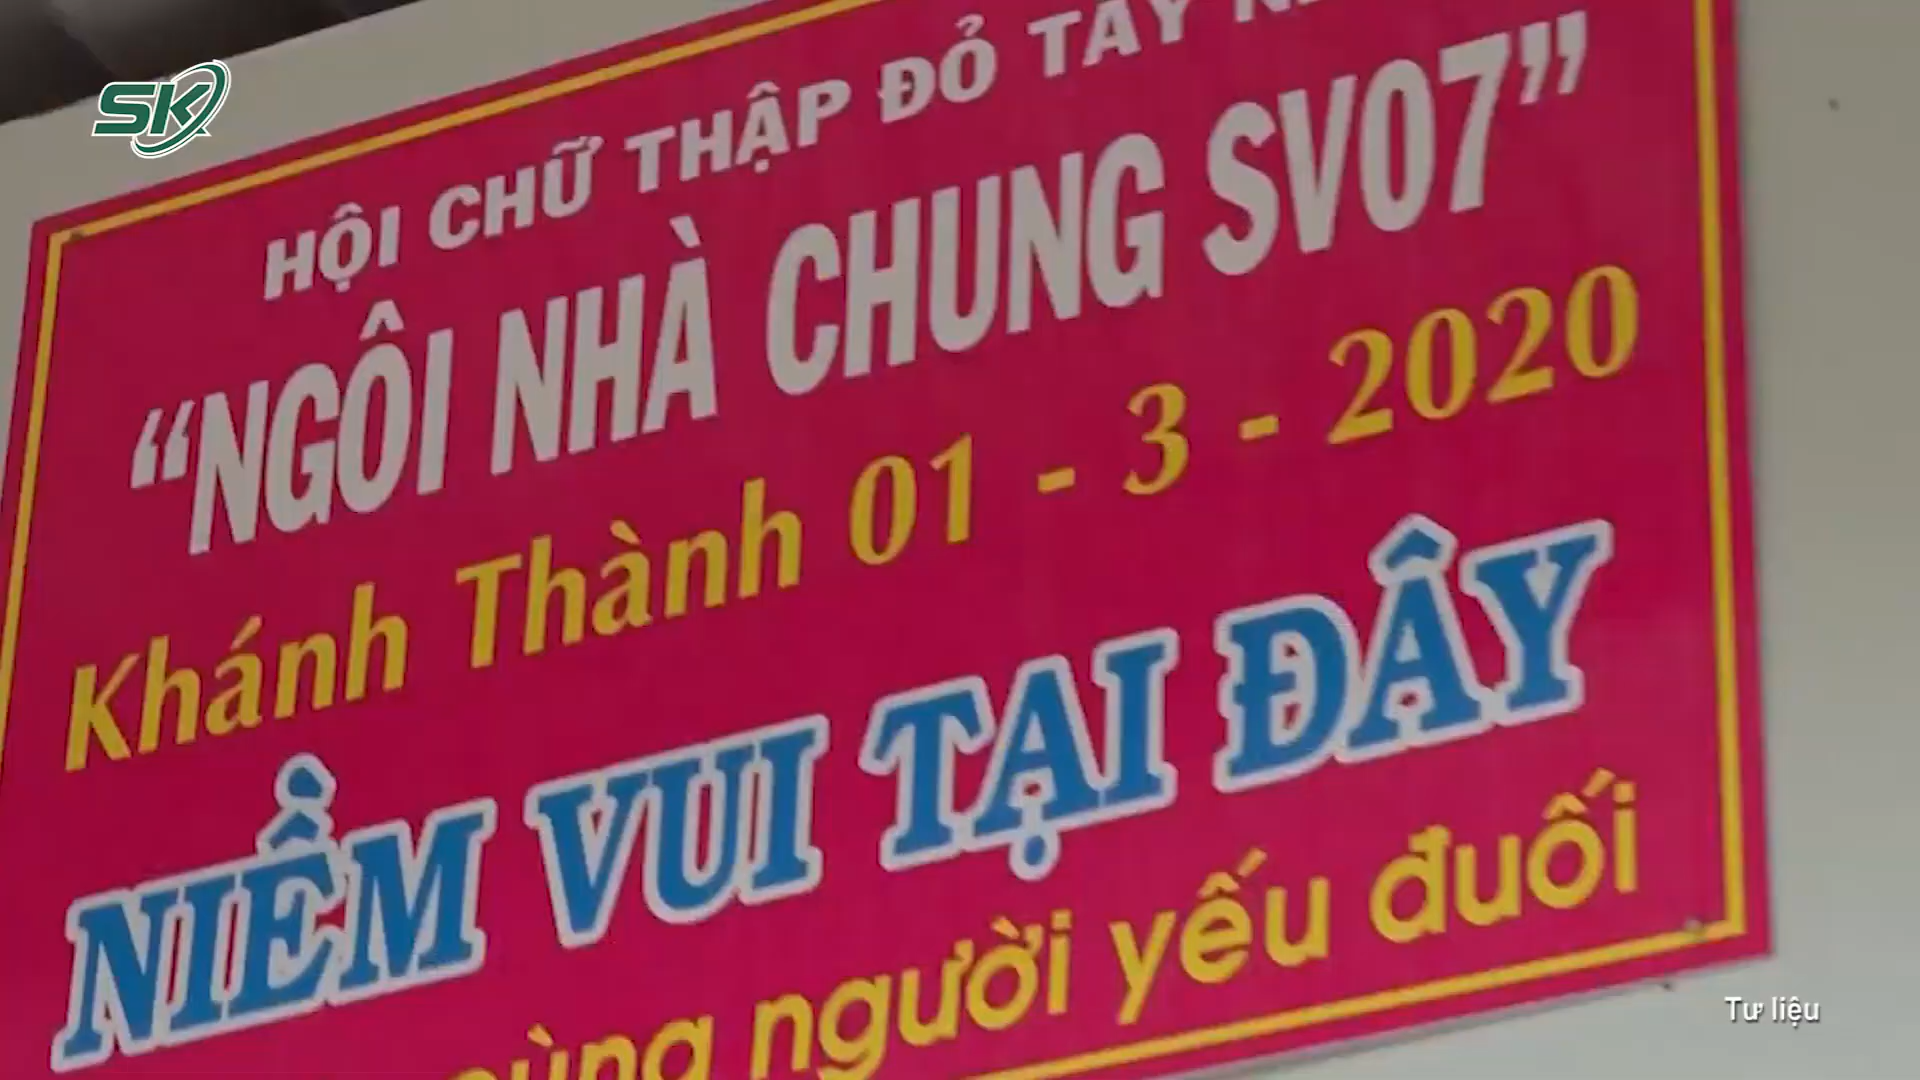 SK
HỘI CHỮ THẬP ĐỎ TÂY
“NGÔI NHÀ CHUNG SV07”
Khánh Thành 01 - 3 - 2020
NIỀM VUI TẠI ĐÂY
cùng người yếu đuối
Tư liệu